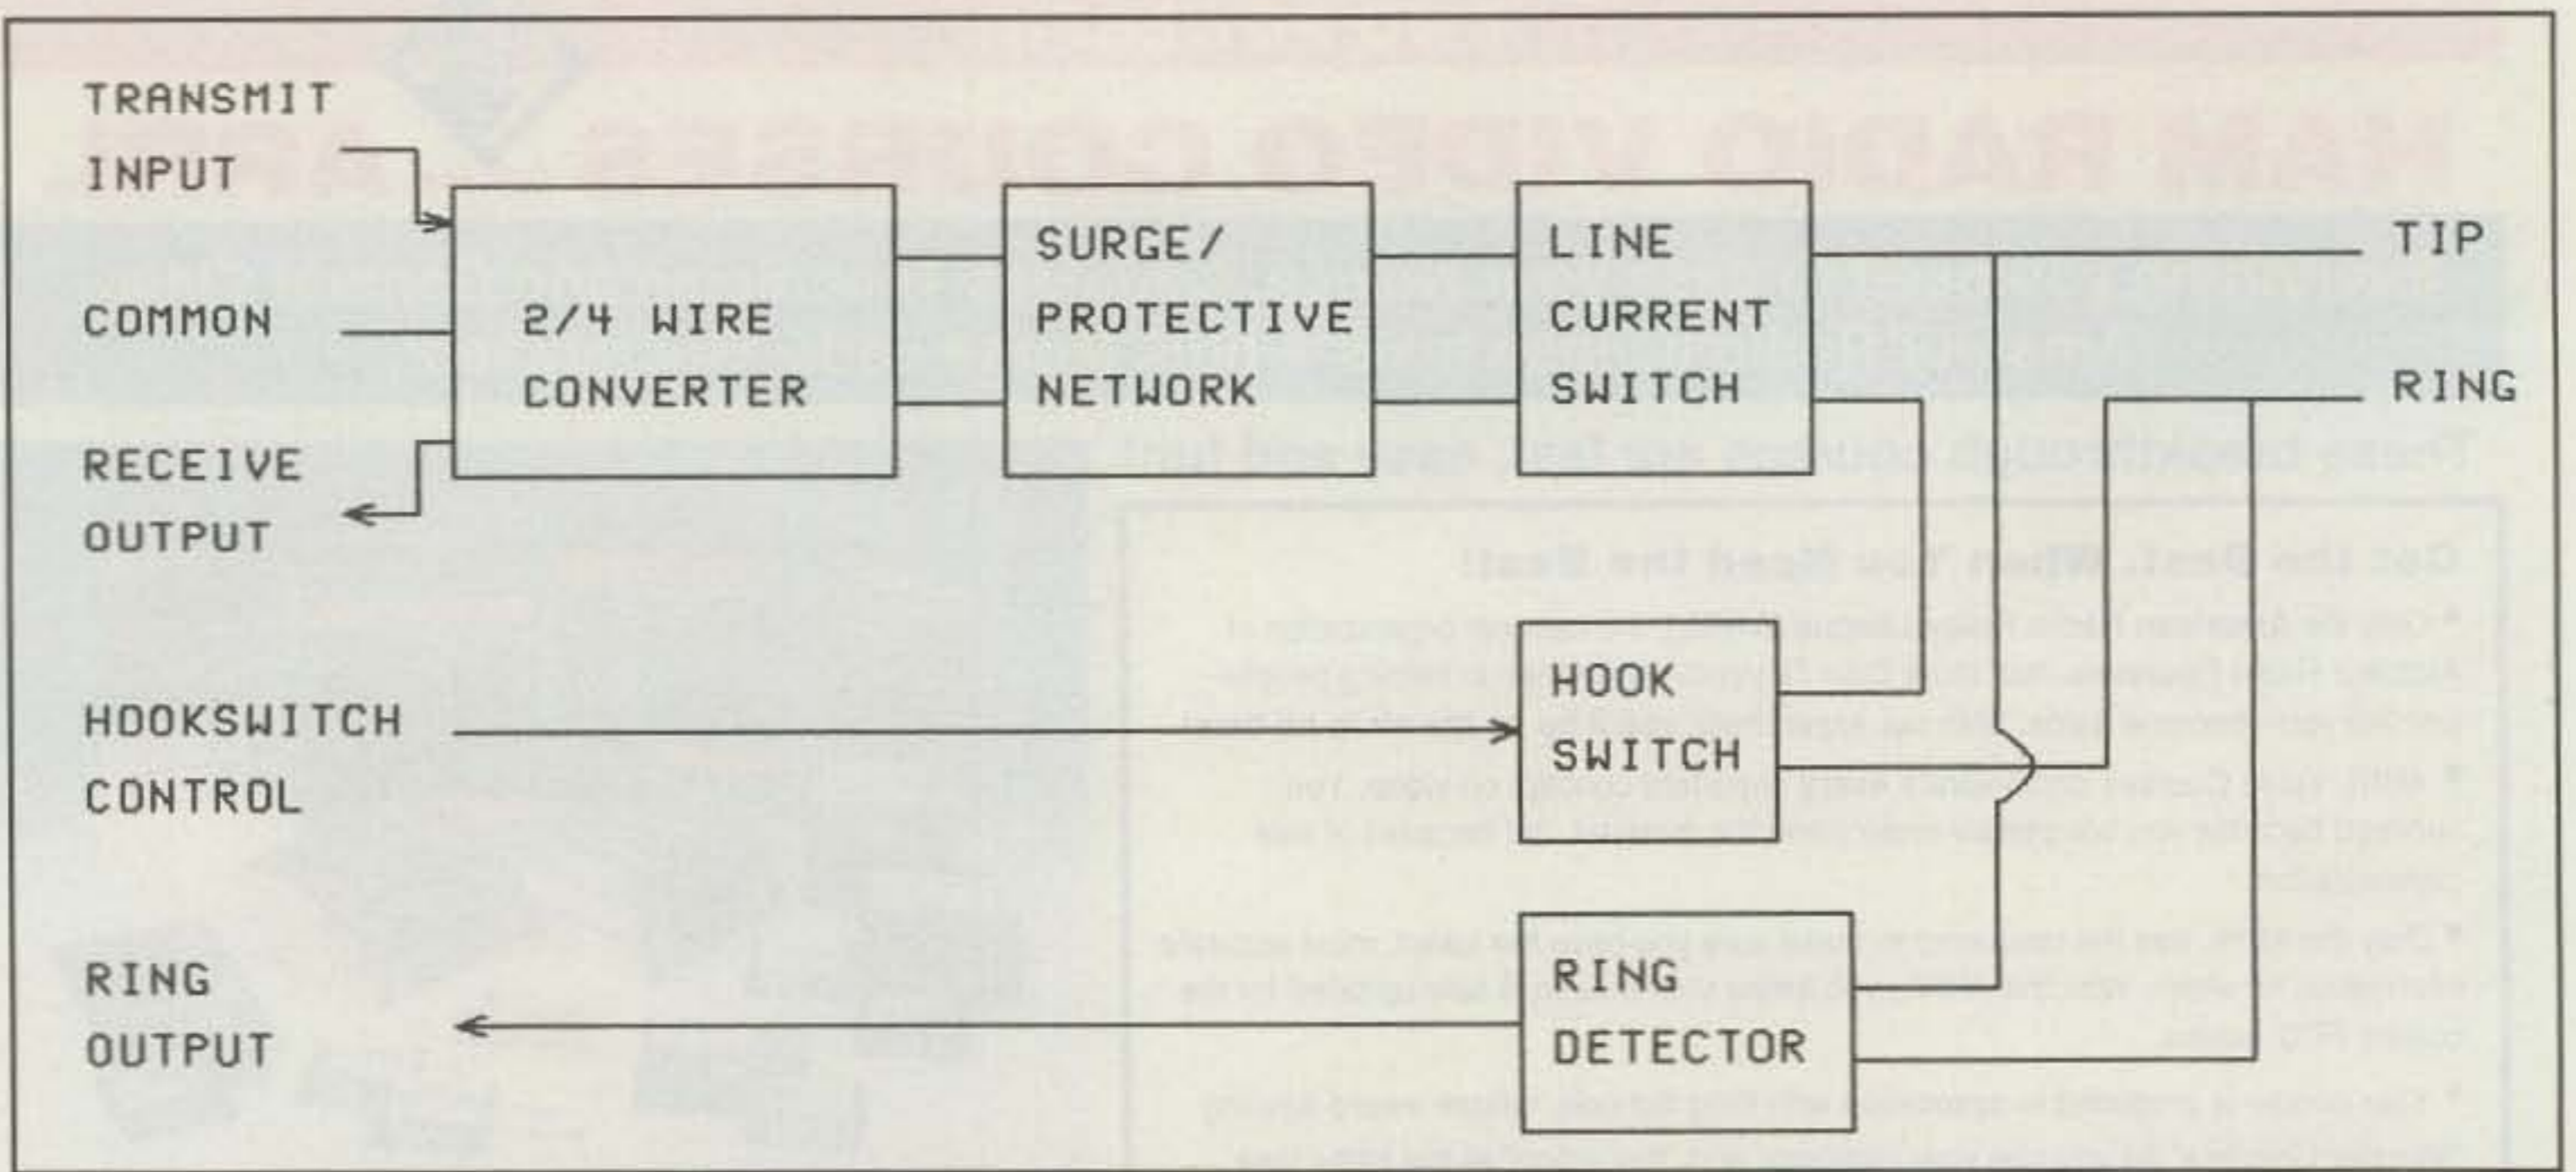 TRANSMIT
INPUT
COMMON
RECEIVE
OUTPUT
HOOKSWITCH
CONTROL
RING
OUTPUT
2/4 WIRE
CONVERTER
SURGE/
PROTECTIVE
NETWORK
LINE
CURRENT
SWITCH
HOOK
SWITCH
RING
DETECTOR
TIP
RING